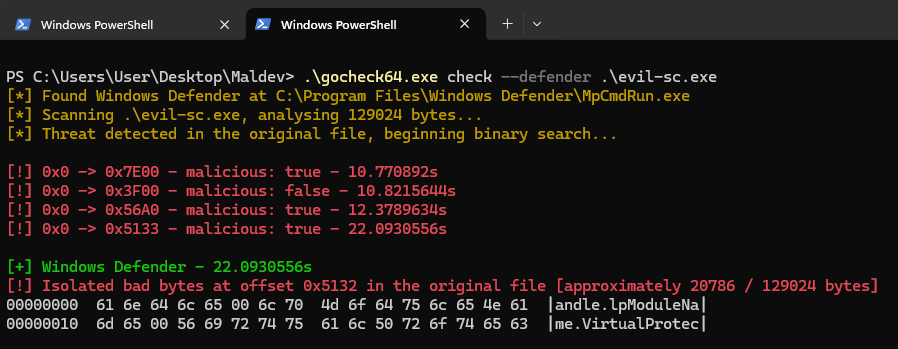 Windows PowerShell
Windows PowerShell
PS C:\Users\User\Desktop\Maldev> .\gocheck64.exe check --defender .\evil-sc.exe
[*] Found Windows Defender at C:\Program Files\Windows Defender\MpCmdRun.exe
[*] Scanning .\evil-sc.exe, analysing 129024 bytes...
[*] Threat detected in the original file, beginning binary search...
[!] 0x0 -> 0x7E00 - malicious: true - 10.770892s
[!] 0x0 -> 0x3F00 - malicious: false - 10.8215644s
[!] 0x0 -> 0x56A0 - malicious: true - 12.3789634s
[!] 0x0 -> 0x5133 - malicious: true - 22.0930556s
[+] Windows Defender - 22.0930556s
[!] Isolated bad bytes at offset 0x5132 in the original file [approximately 20786 / 129024 bytes]
00000000  61 6e 64 6c 65 00 6c 70  4d 6f 64 75 6c 65 4e 61  |andle.lpModuleNa|
00000010  6d 65 00 56 69 72 74 75  61 6c 50 72 6f 74 65 63  |me.VirtualProtec|